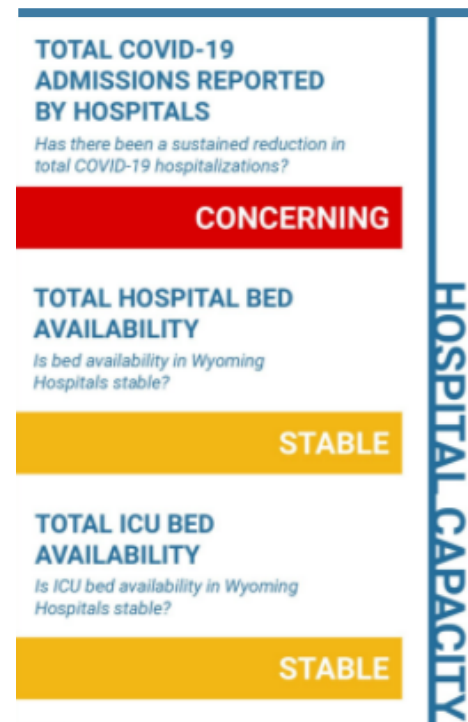 TOTAL COVID-19
ADMISSIONS REPORTED
BY HOSPITALS
Has there been a sustained reduction in
total COVID-19 hospitalizations?
CONCERNING
TOTAL HOSPITAL BED
AVAILABILITY
Is bed availability in Wyoming
Hospitals stable?
STABLE
TOTAL ICU BED
AVAILABILITY
Is ICU bed availability in Wyoming
Hospitals stable?
STABLE
HOSPITAL CAPACITY